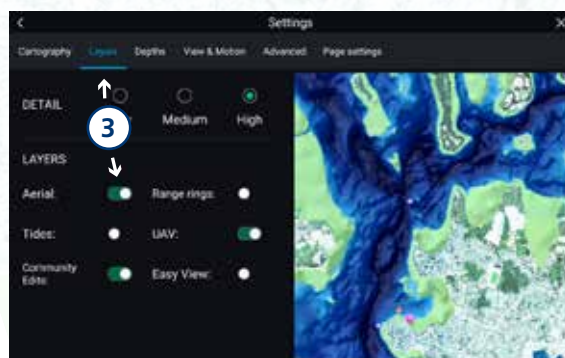 Settings
Cartography Layers Depths View & Motion Advanced Page settings
DETAIL
Medium High
3
LAYERS
Aerial: Range rings:
Tides: UAV:
Community Edits: Easy View: